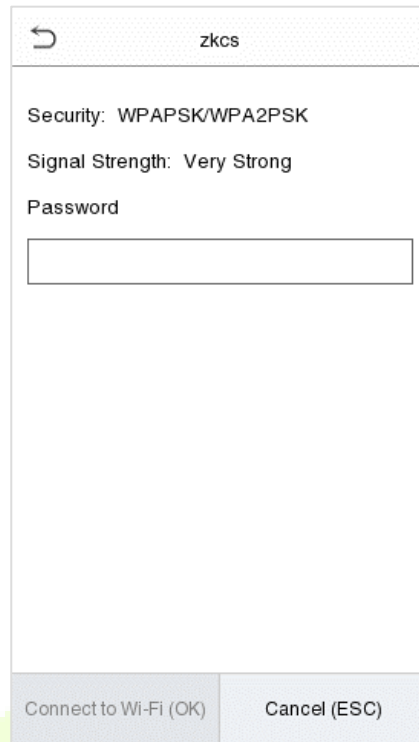 zkcs
Security: WPAPSK/WPA2PSK
Signal Strength: Very Strong
Password
Connect to Wi-Fi (OK)
Cancel (ESC)